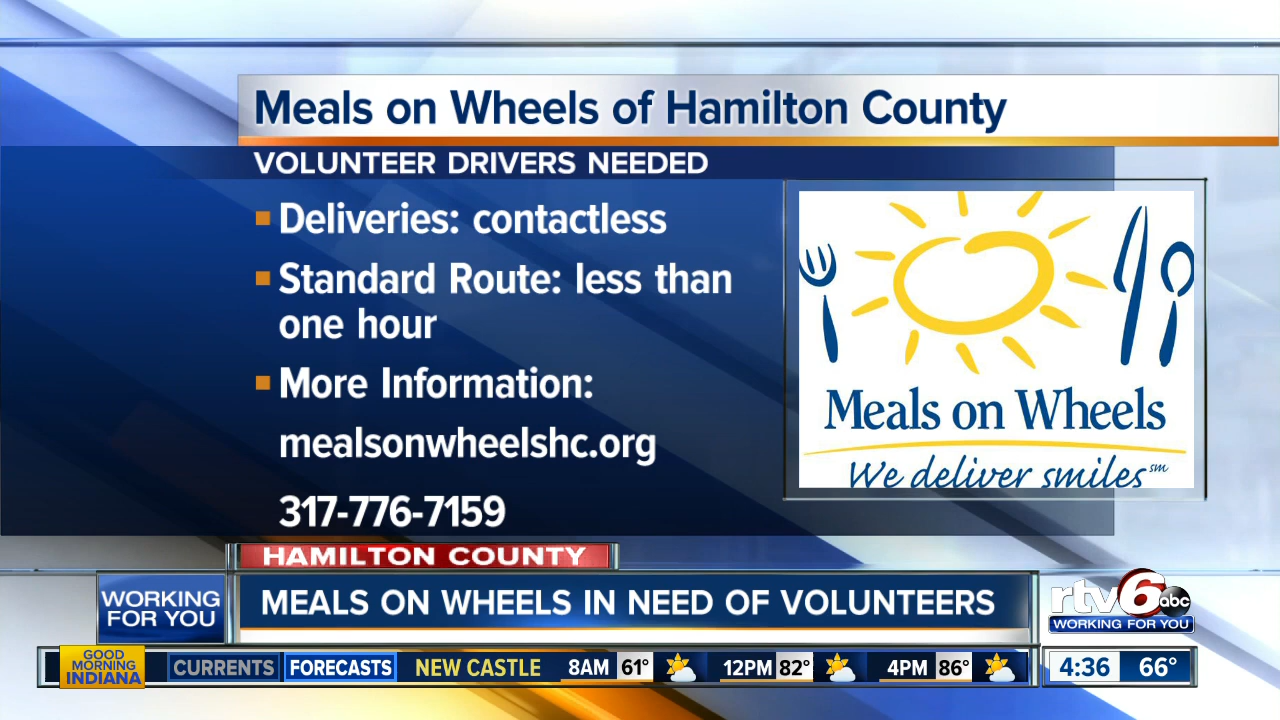 Meals on Wheels of Hamilton County
VOLUNTEER DRIVERS NEEDED
Deliveries: contactless
Standard Route: less than
one hour
More Information:
mealsonwheelshc.org
317-776-7159
Meals on Wheels
We deliver smiles℠
HAMILTON COUNTY
WORKING
FOR YOU
MEALS ON WHEELS IN NEED OF VOLUNTEERS
rtv6 abc
WORKING FOR YOU
GOOD
MORNING
INDIANA
CURRENTS FORECASTS NEW CASTLE 8AM 61° 12PM 82° 4PM 86°
4:36 66°